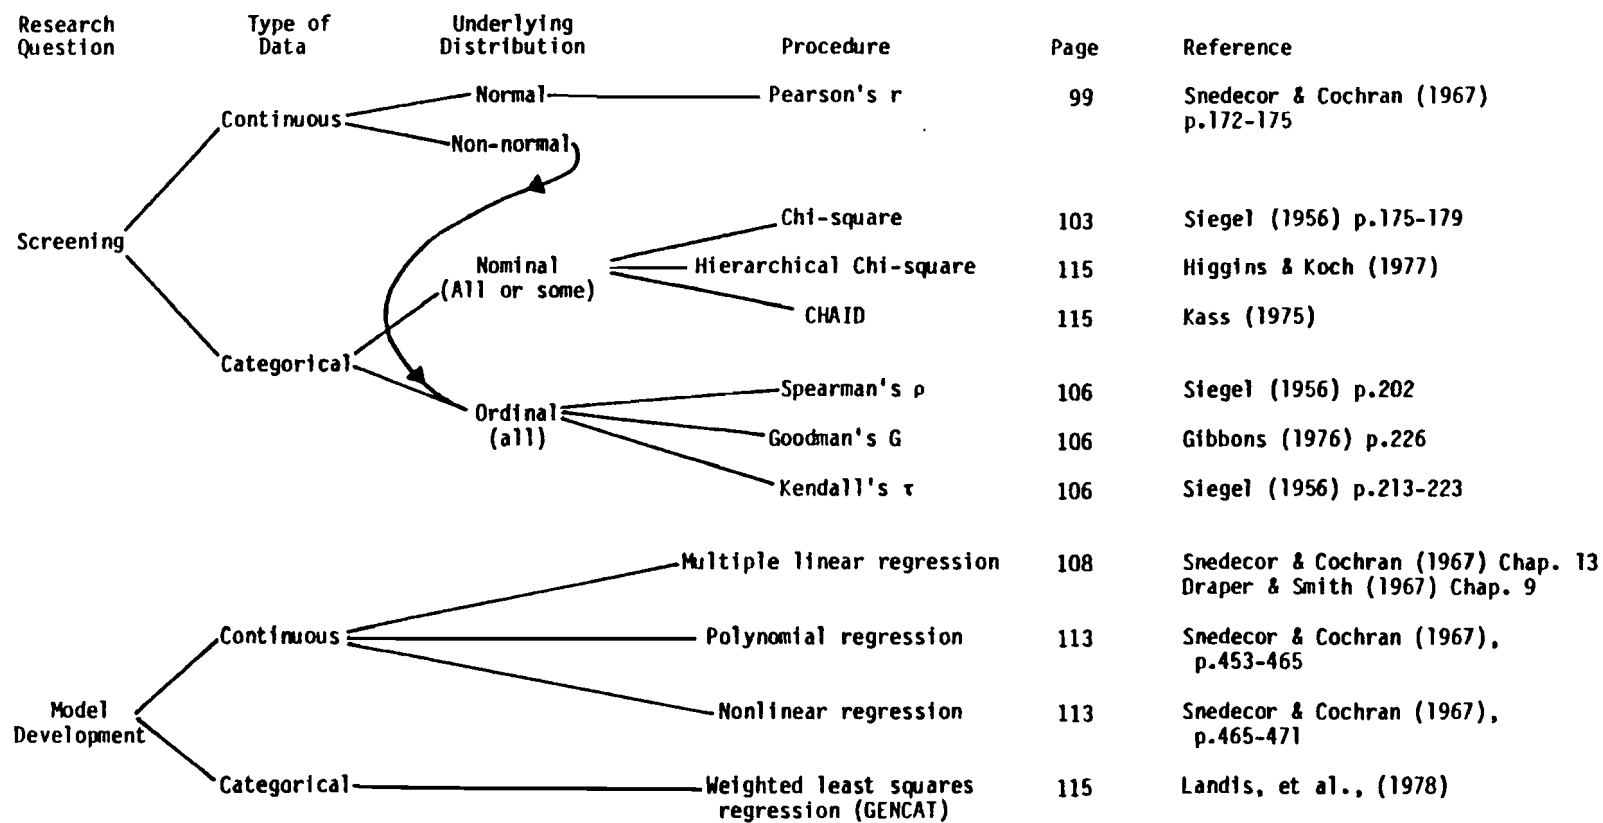 Research Question Type of Data Underlying Distribution Procedure Page Reference
Normal Pearson's r 99 Snedecor & Cochran (1967)
Continuous p.172-175
Non-normal
Chi-square 103 Siegel (1956) p.175-179
Screening
Nominal Hierarchical Chi-square 115 Higgins & Koch (1977)
(All or some)
CHAID 115 Kass (1975)
Categorical
Spearman's ρ 106 Siegel (1956) p.202
Ordinal
(all) Goodman's G 106 Gibbons (1976) p.226
Kendall's τ 106 Siegel (1956) p.213-223
Multiple linear regression 108 Snedecor & Cochran (1967) Chap. 13
Draper & Smith (1967) Chap. 9
Continuous Polynomial regression 113 Snedecor & Cochran (1967),
p.453-465
Model Nonlinear regression 113 Snedecor & Cochran (1967),
Development p.465-471
Categorical Weighted least squares 115 Landis, et al., (1978)
regression (GENCAT)